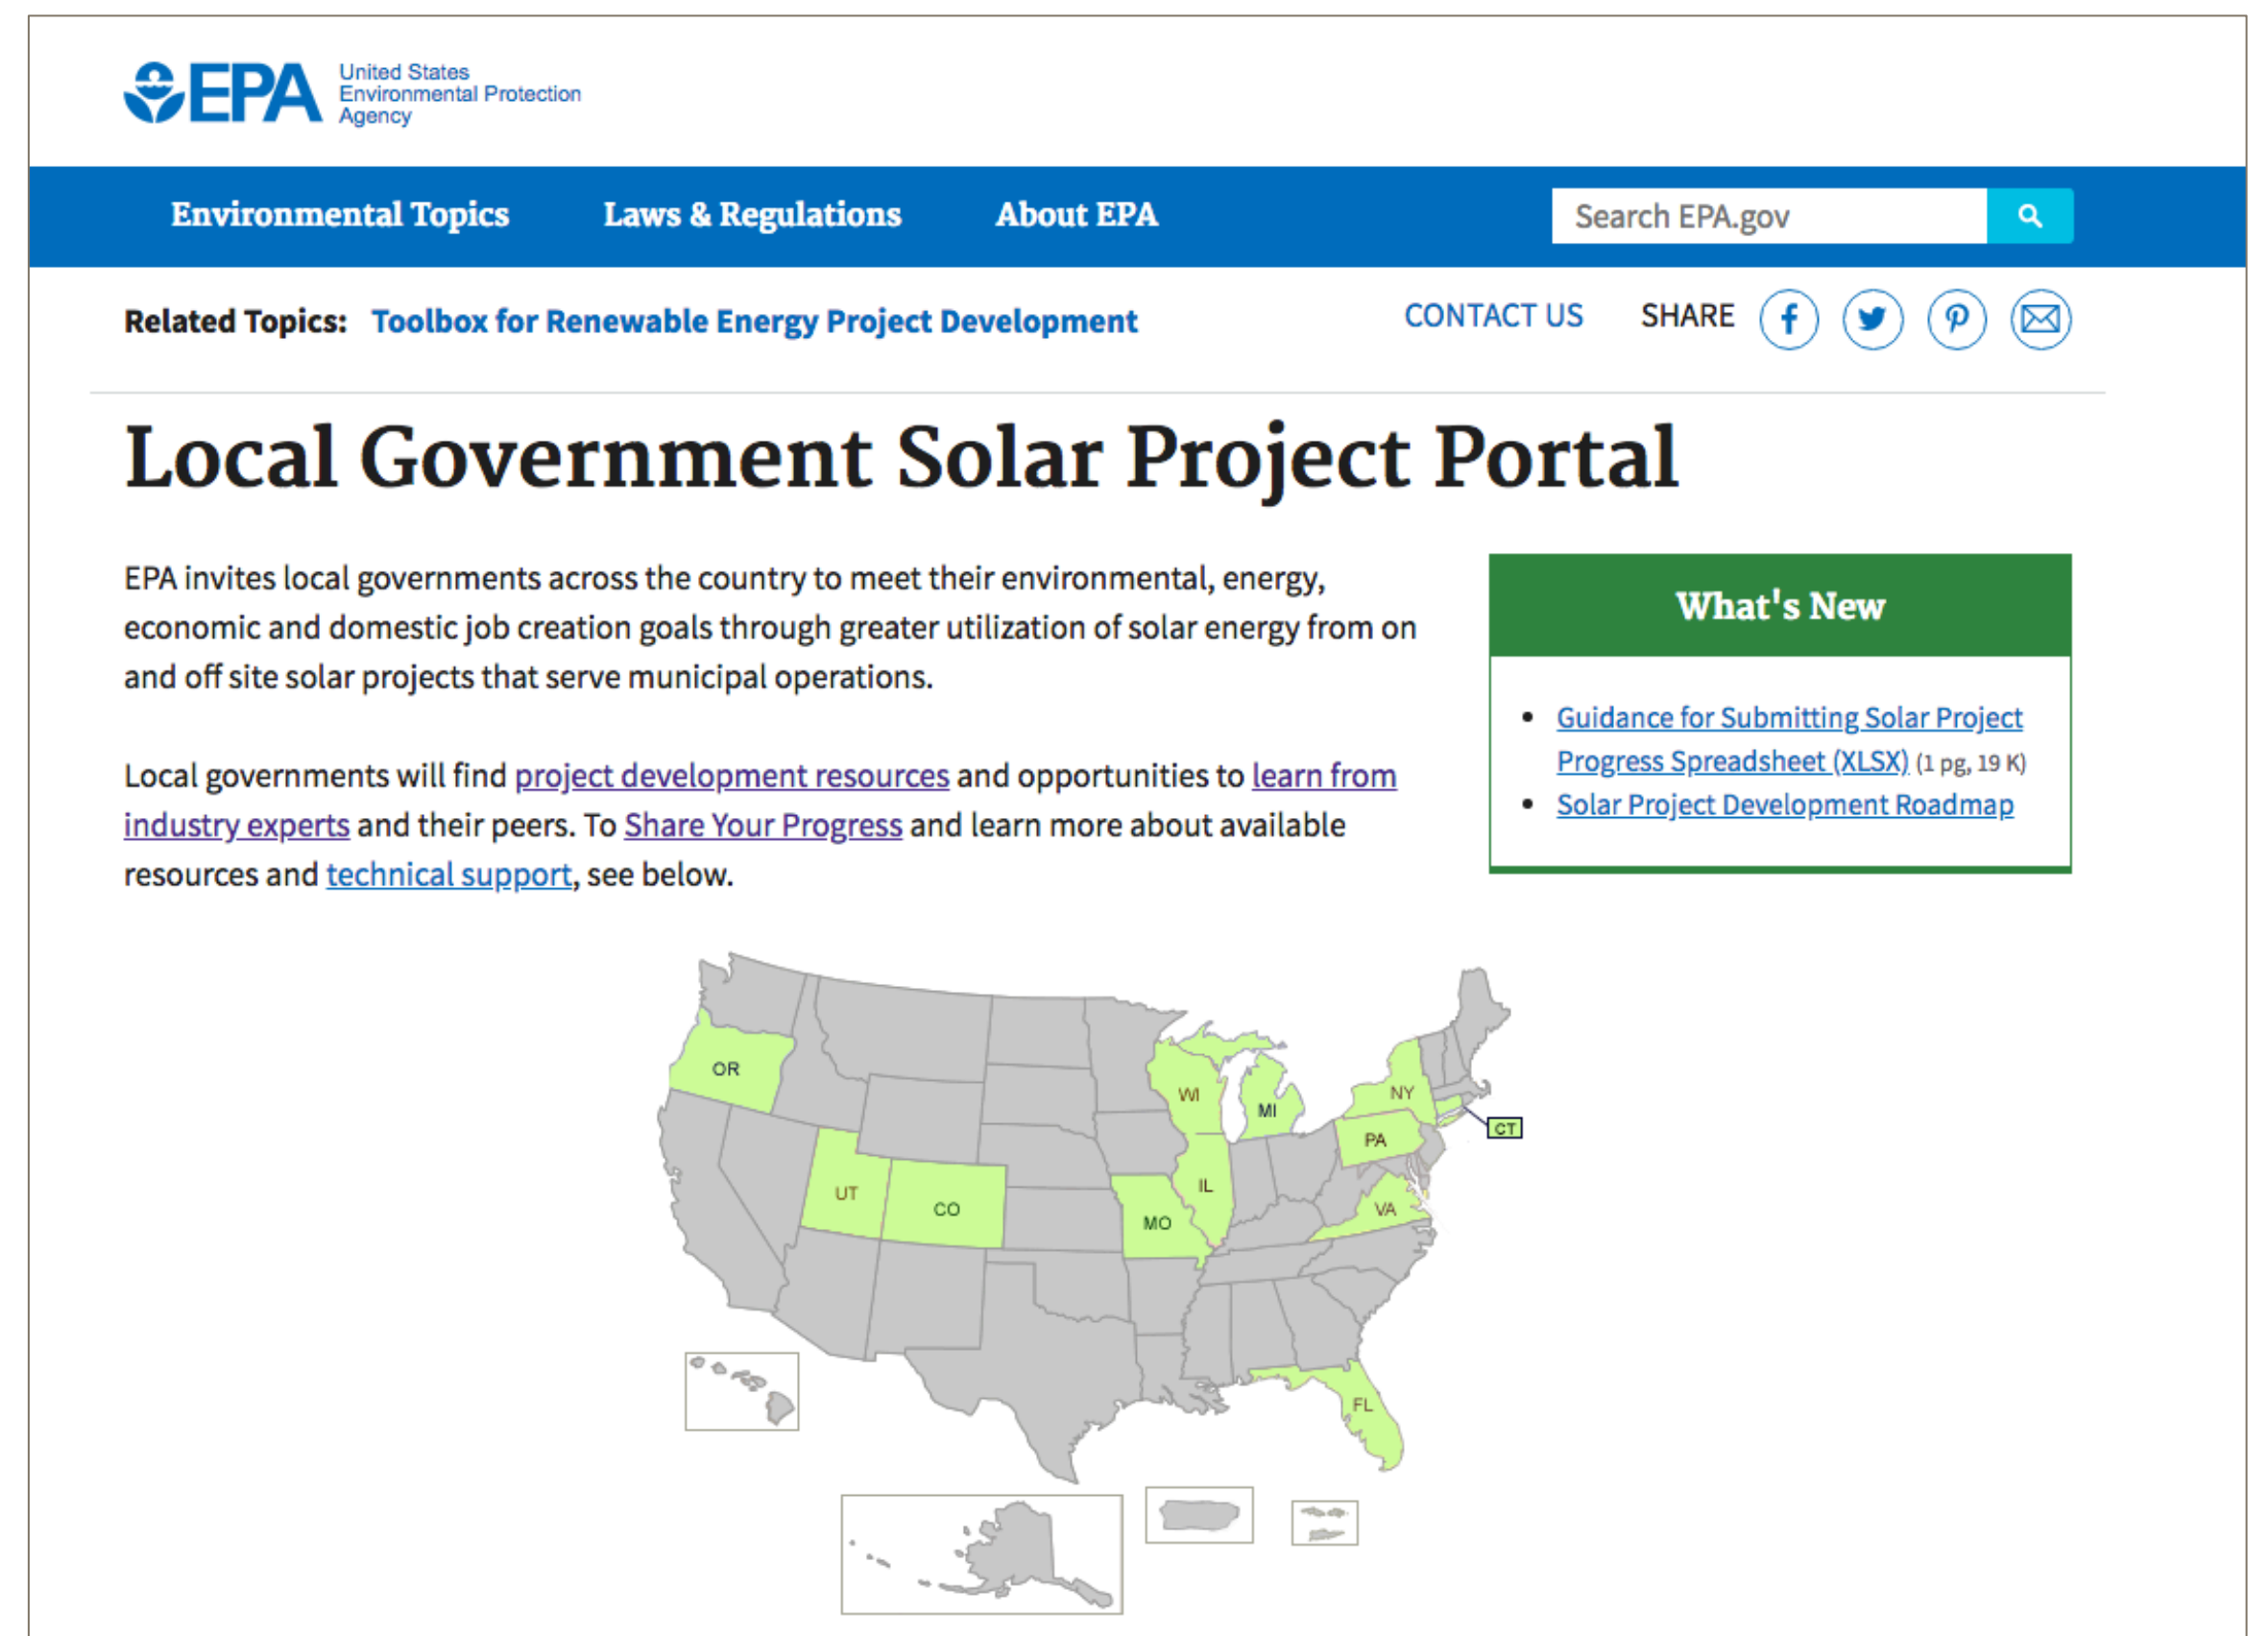 EPA United States
Environmental Protection
Agency
Environmental Topics Laws & Regulations About EPA Search EPA.gov
Related Topics: Toolbox for Renewable Energy Project Development CONTACT US SHARE
Local Government Solar Project Portal
EPA invites local governments across the country to meet their environmental, energy,
economic and domestic job creation goals through greater utilization of solar energy from on
and off site solar projects that serve municipal operations.
Local governments will find project development resources and opportunities to learn from
industry experts and their peers. To Share Your Progress and learn more about available
resources and technical support, see below.
What's New
• Guidance for Submitting Solar Project
Progress Spreadsheet (XLSX) (1 pg, 19 K)
• Solar Project Development Roadmap
OR
WI
MI
NY
CT
PA
UT
CO
MO
IL
VA
FL